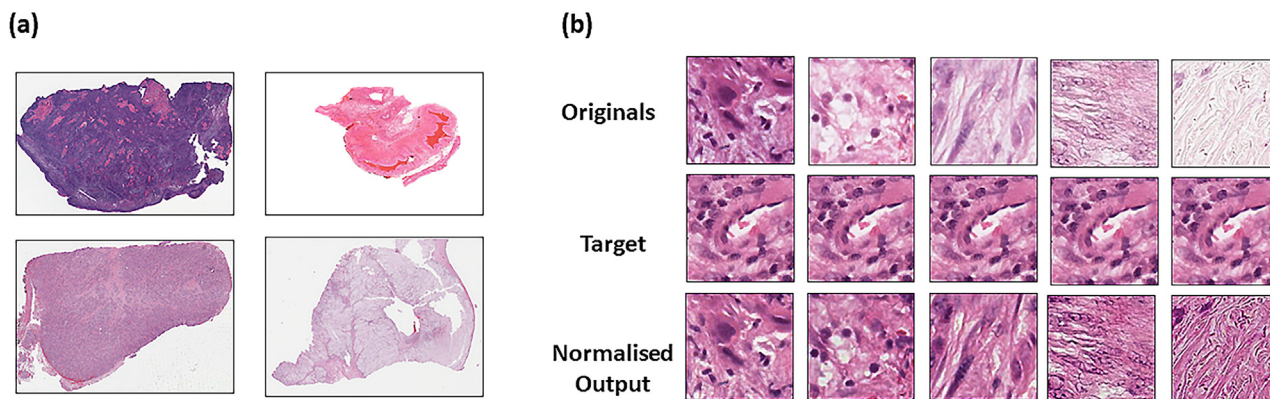 (a)
(b)
Originals
Target
Normalised
Output